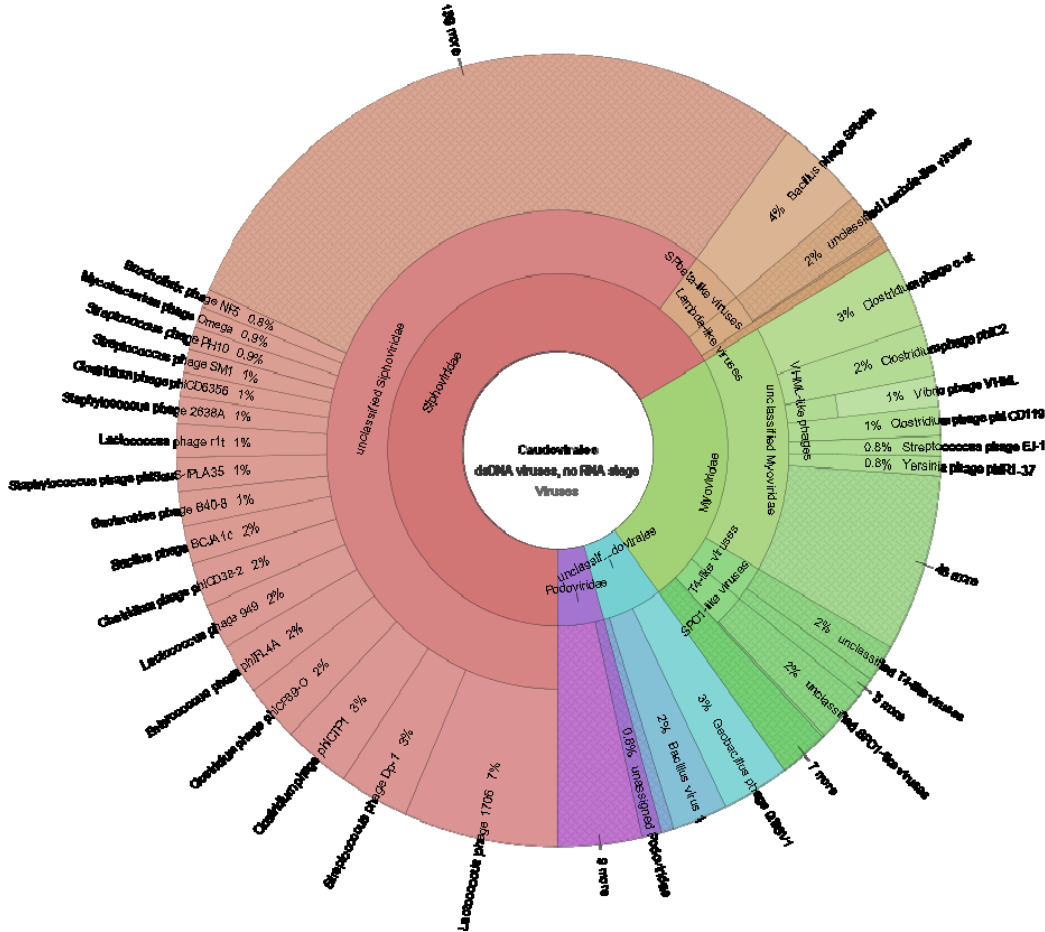 more
4% Bacillus phage SPbeta
2% unclassified Lambda-like viruses
3% Clostridium phage c-st
2% Clostridium phage phiC2
1% Vibrio phage VHML
1% Clostridium phage phi CD119
0.8% Streptococcus phage EJ-1
0.8% Yersinia phage phiR1-37
more
2% unclassified T4-like viruses
more
2% unclassified SPO1-like viruses
7 more
3% Geobacillus phage
2% Bacillus virus 1
0.8% unassigned Podoviridae
9 more
Lactococcus phage 1706 7%
Streptococcus phage Dp-1 3%
Clostridium phage phiCTP1 3%
Clostridium phage phiCP39-O 2%
Enterococcus phage phiFL4A 2%
Lactococcus phage 949 2%
Clostridium phage phiCD38-2 2%
Bacillus phage BCJA1c 2%
Bacteroides phage B40-8 1%
Staphylococcus phage IPLA35 1%
Lactococcus phage r1t 1%
Staphylococcus phage 2638A 1%
Clostridium phage phiCD6356 1%
Streptococcus phage SM1 1%
Streptococcus phage PH10 0.9%
Mycobacterium phage Omega 0.9%
Brochothrix phage NF5 0.8%
unclassified Siphoviridae
Siphoviridae
SPbeta-like viruses
Lambda-like viruses
VHML-like phages
unclassified Myoviridae
Myoviridae
T4-like viruses
SPO1-like viruses
unclassif...dovirales
Podoviridae
Caudovirales
dsDNA viruses, no RNA stage
Viruses